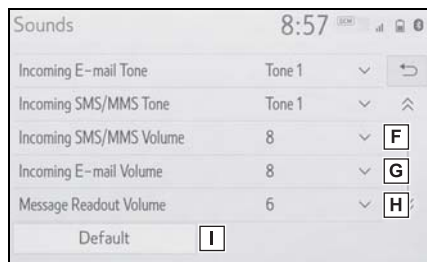 Sounds 8:57 DCM
Incoming E-mail Tone Tone 1
Incoming SMS/MMS Tone Tone 1
Incoming SMS/MMS Volume 8 F
Incoming E-mail Volume 8 G
Message Readout Volume 6 H
Default I